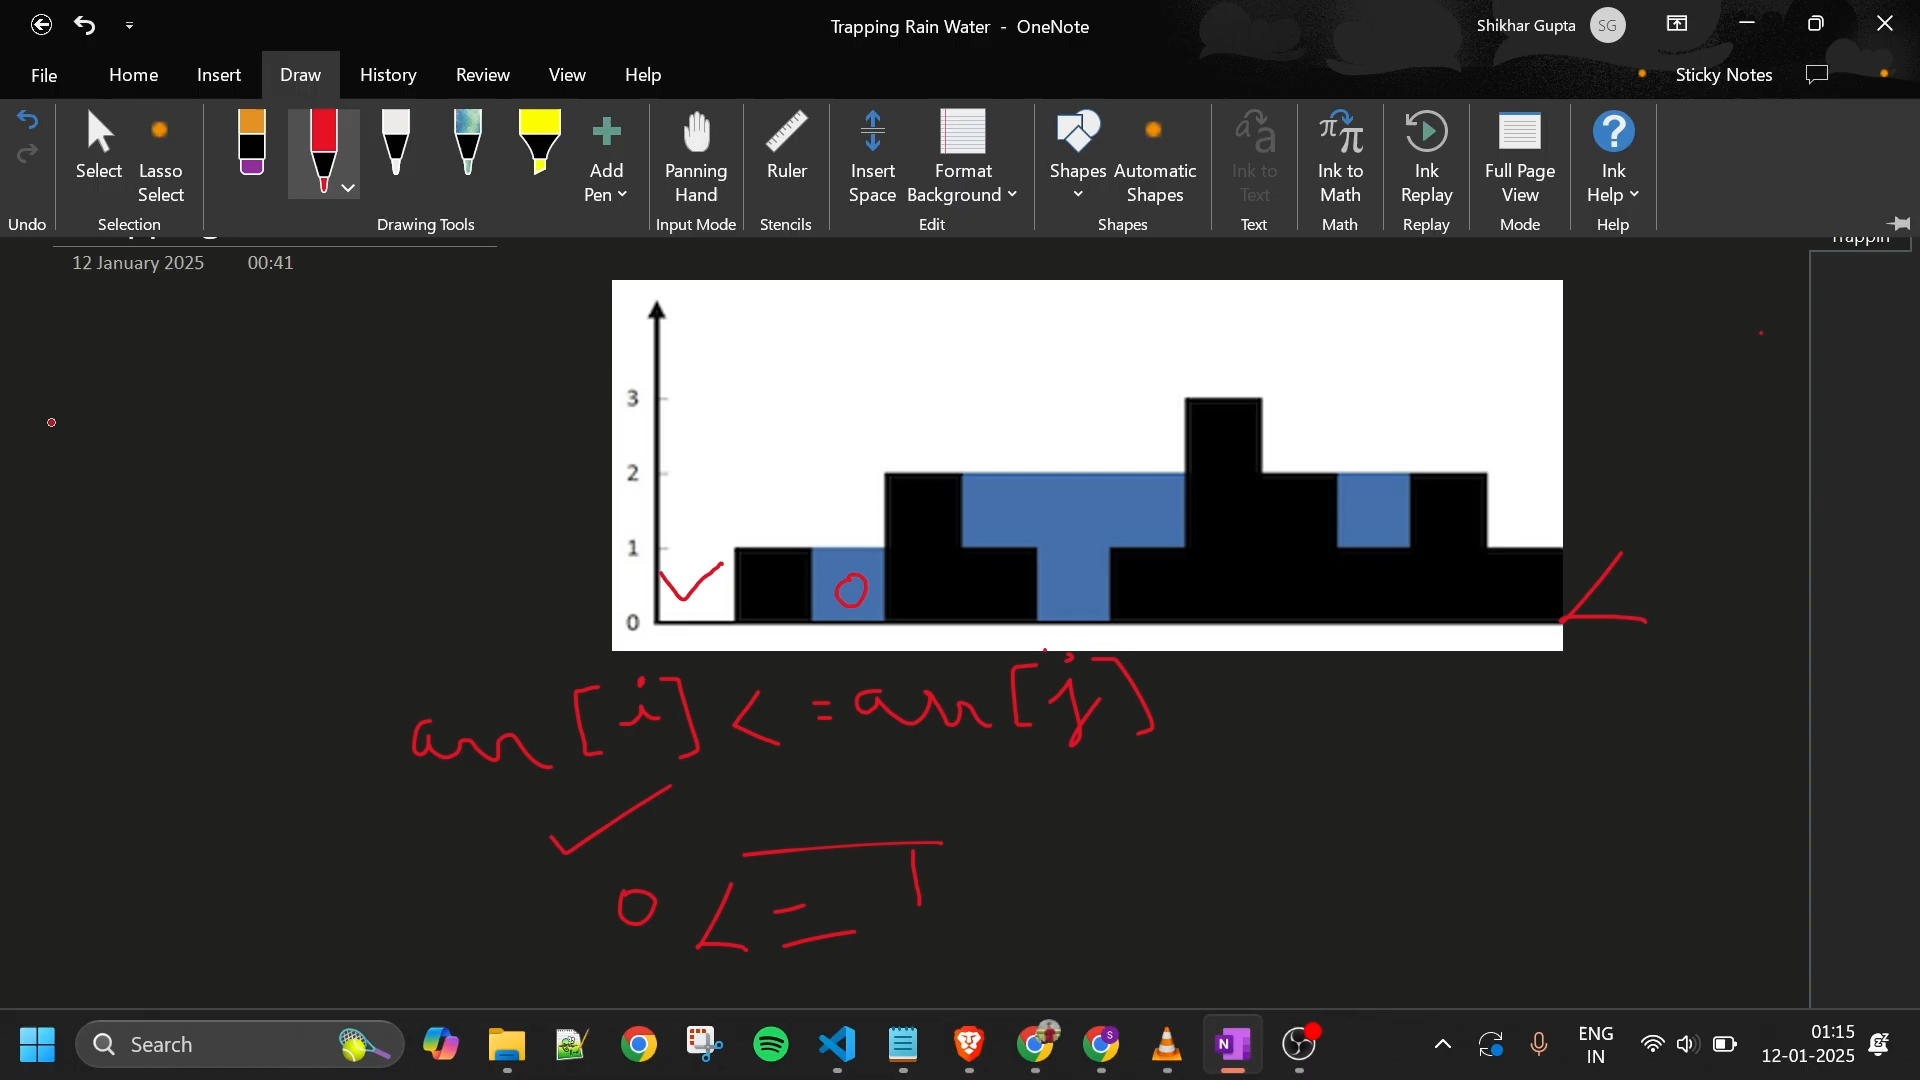 Trapping Rain Water - OneNote
Shikhar Gupta
SG
File
Home
Insert
Draw
History
Review
View
Help
Sticky Notes
Select
Lasso
Select
Add
Pen
Panning
Hand
Ruler
Insert
Space
Format
Background
Shapes
Automatic
Shapes
Ink to
Text
Ink to
Math
Ink
Replay
Full Page
View
Ink
Help
Undo
Selection
Drawing Tools
Input Mode
Stencils
Edit
Shapes
Text
Math
Replay
Mode
Help
12 January 2025 00:41
Trappin
3
2
1
0
0
arr[i] <= arr[j]
0 <= 1
Search
ENG
IN
01:15
12-01-2025